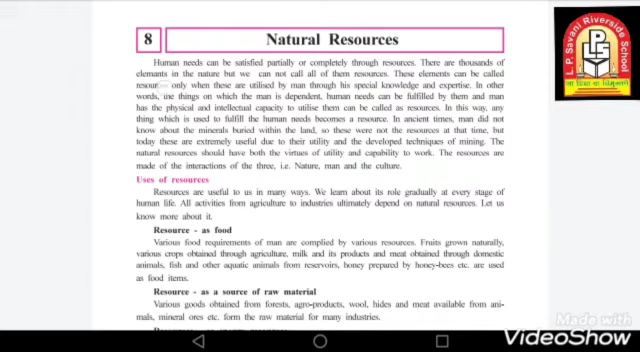 8
Natural Resources
Human needs can be satisfied partially or completely through resources. There are thousands of
elemants in the nature but we can not call all of them resources. These elements can be called
only when these are utilised by man through his special knowledge and expertise. In other
words, the things on which the man is dependent, human needs can be fulfilled by them and man
has the physical and intellectual capacity to utilise them can be called as resources. In this way, any
thing which is used to fulfill the human needs becomes a resource. In ancient times, man did not
know about the minerals buried within the land, so these were not the resources at that time, but
today these are extremely useful due to their utility and the developed techniques of mining. The
natural resources should have both the virtues of utility and capability to work. The resources are
made of the interactions of the three, i.e. Nature, man and the culture.
Uses of resources
Resources are useful to us in many ways. We learn about its role gradually at every stage of
human life. All activities from agriculture to industries ultimately depend on natural resources. Let us
know more about it.
Resource - as food
Various food requirements of man are complied by various resources. Fruits grown naturally,
various crops obtained through agriculture, milk and its products and meat obtained through domestic
animals, fish and other aquatic animals from reservoirs, honey prepared by honey-bees etc. are used
as food items.
Resource - as a source of raw material
Various goods obtained from forests, agro-products, wool, hides and meat available from ani-
mals, mineral ores etc. form the raw material for many industries.
L. P. Savani Riverside School
LPS
Made with
VideoShow